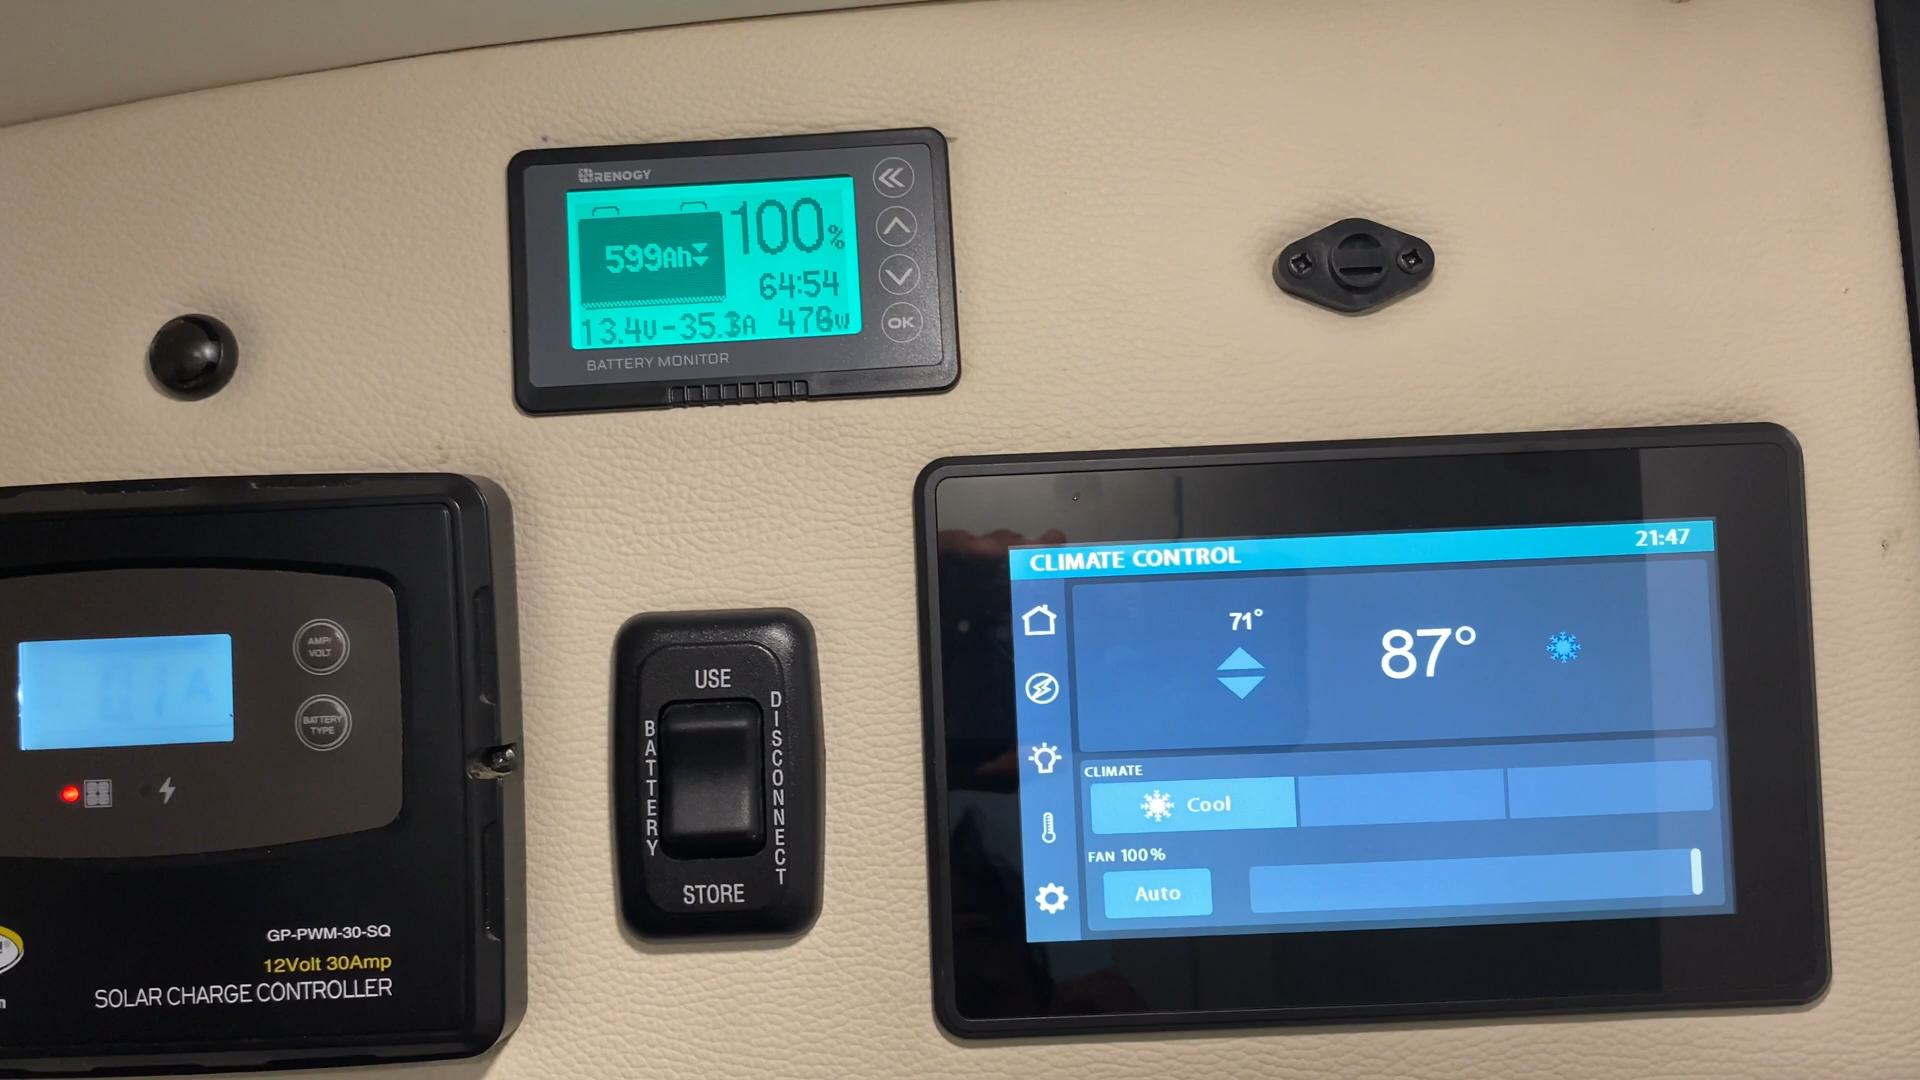 RENOGY
100%
599Ah
64:54
13.4V -35.3A 473W
BATTERY MONITOR
OK
AMP/
VOLT
BATTERY
TYPE
GP-PWM-30-SQ
12Volt 30Amp
SOLAR CHARGE CONTROLLER
USE
BATTERY
DISCONNECT
STORE
CLIMATE CONTROL
21:47
71°
87°
CLIMATE
Cool
FAN 100%
Auto